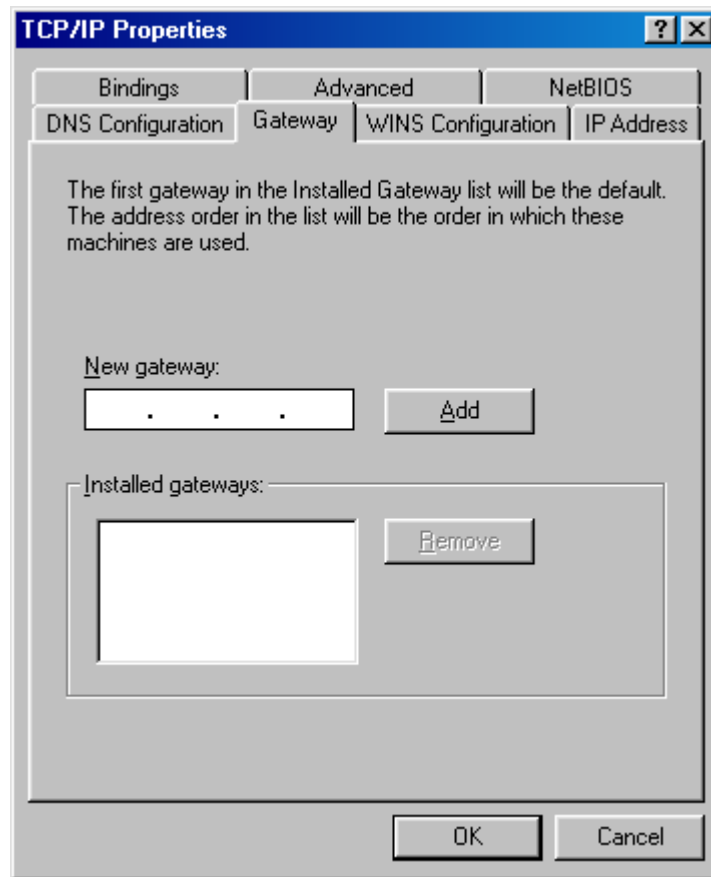 TCP/IP Properties
Bindings Advanced NetBIOS
DNS Configuration Gateway WINS Configuration IP Address
The first gateway in the Installed Gateway list will be the default.
The address order in the list will be the order in which these
machines are used.
New gateway:
. . . Add
Installed gateways:
Remove
OK Cancel